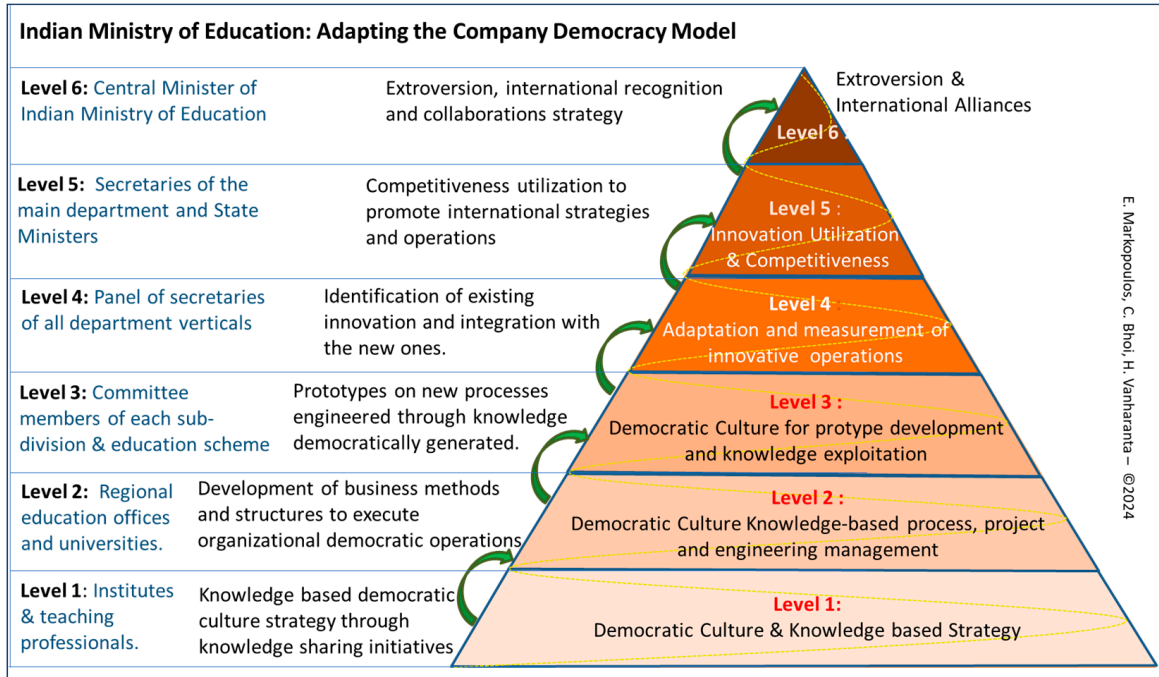 Indian Ministry of Education: Adapting the Company Democracy Model
Level 6: Central Minister of
Indian Ministry of Education
Extroversion, international recognition
and collaborations strategy
Extroversion &
International Alliances
Level 6 :
Level 5: Secretaries of the
main department and State
Ministers
Competitiveness utilization to
promote international strategies
and operations
Level 5 :
Innovation Utilization
& Competitiveness
Level 4: Panel of secretaries
of all department verticals
Identification of existing
innovation and integration with
the new ones.
Level 4 :
Adaptation and measurement of
innovative operations
Level 3: Committee
members of each sub-
division & education scheme
Prototypes on new processes
engineered through knowledge
democratically generated.
Level 3 :
Democratic Culture for protype development
and knowledge exploitation
Level 2: Regional
education offices
and universities.
Development of business methods
and structures to execute
organizational democratic operations
Level 2 :
Democratic Culture Knowledge-based process, project
and engineering management
Level 1: Institutes
& teaching
professionals.
Knowledge based democratic
culture strategy through
knowledge sharing initiatives
Level 1:
Democratic Culture & Knowledge based Strategy
E. Markopoulos, C. Bhoi, H. Vanharanta – ©2024